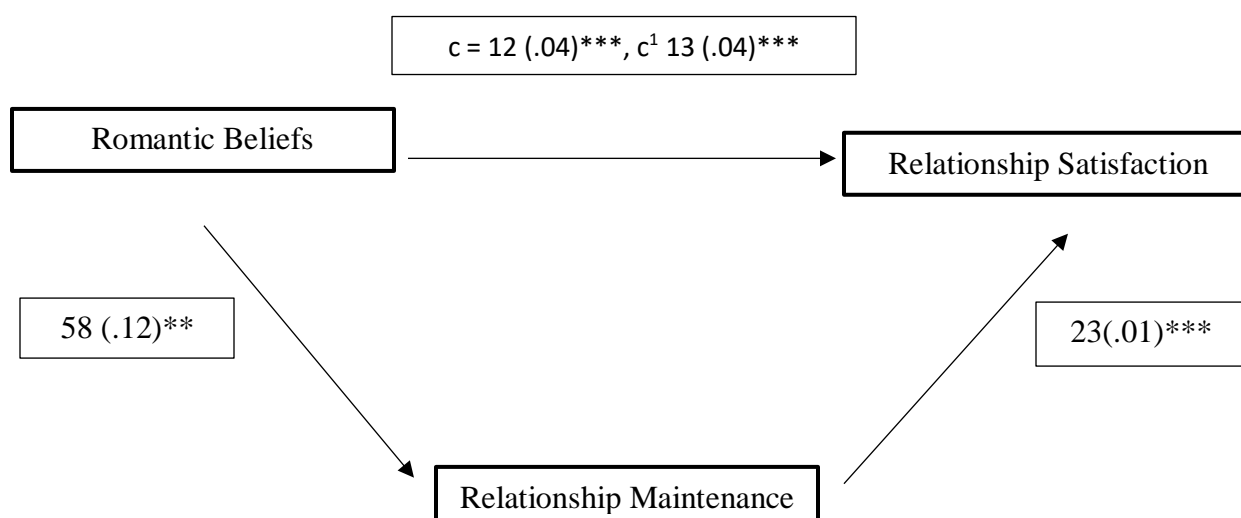 c = 12 (.04)***, c¹ 13 (.04)***
Romantic Beliefs
Relationship Satisfaction
58 (.12)**
23(.01)***
Relationship Maintenance